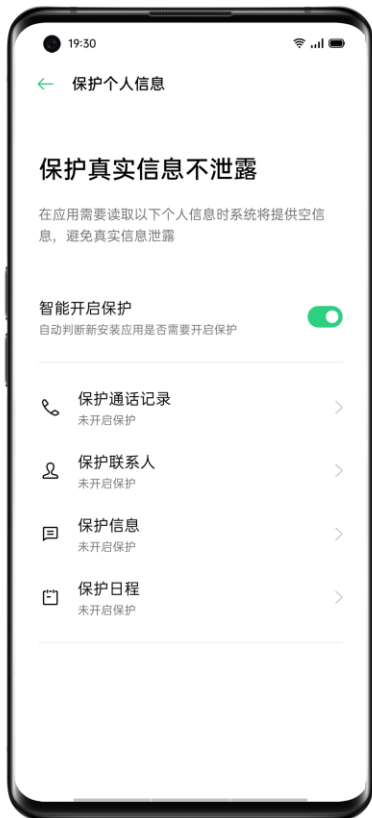 19:30
保护个人信息
保护真实信息不泄露
在应用需要读取以下个人信息时系统将提供空信
息，避免真实信息泄露
智能开启保护
自动判断新安装应用是否需要开启保护
保护通话记录
未开启保护
保护联系人
未开启保护
保护信息
未开启保护
保护日程
未开启保护